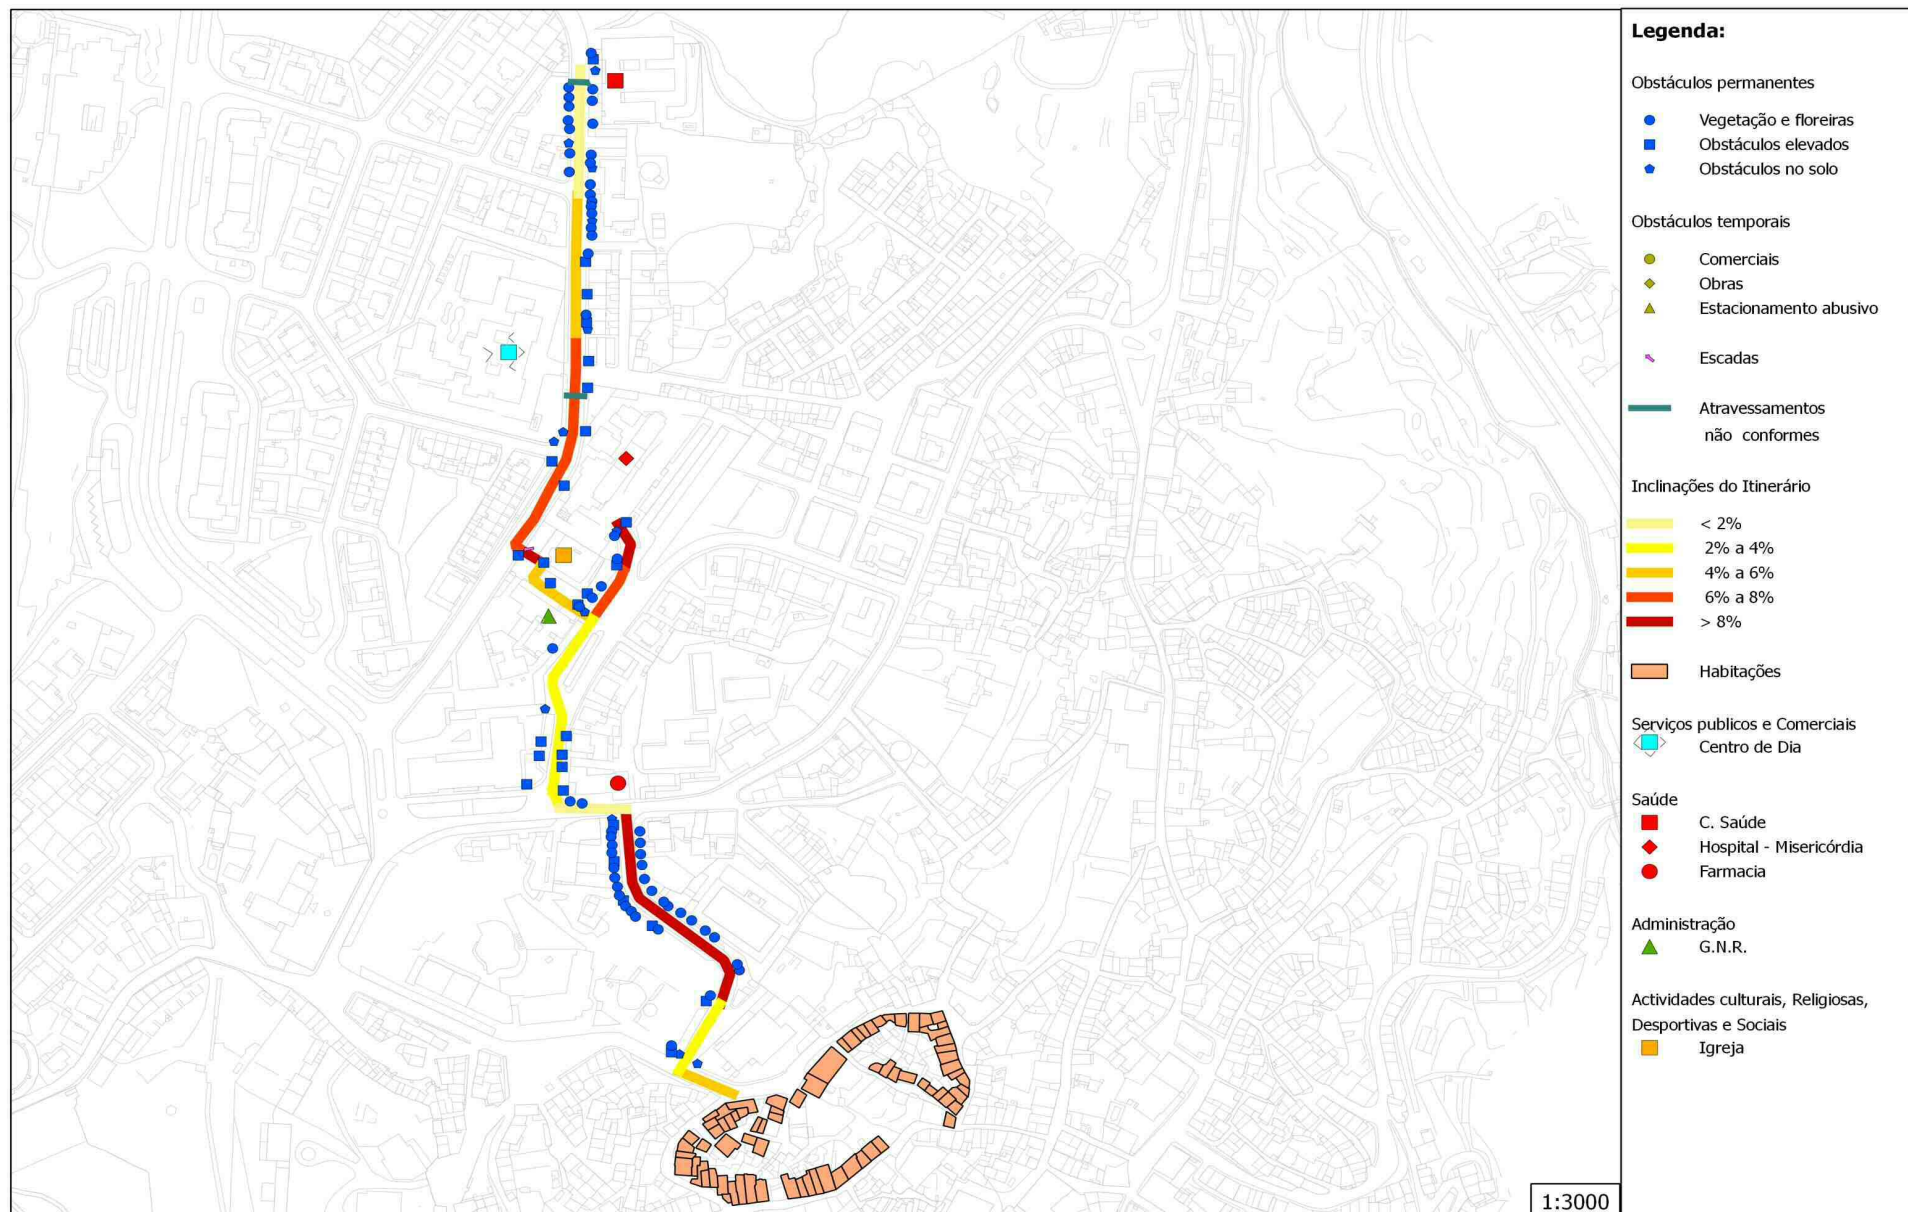 Legenda:
Obstáculos permanentes
Vegetação e floreiras
Obstáculos elevados
Obstáculos no solo
Obstáculos temporais
Comerciais
Obras
Estacionamento abusivo
Escadas
Atravessamentos
não conformes
Inclinações do Itinerário
< 2%
2% a 4%
4% a 6%
6% a 8%
> 8%
Habitações
Serviços publicos e Comerciais
Centro de Dia
Saúde
C. Saúde
Hospital - Misericórdia
Farmacia
Administração
G.N.R.
Actividades culturais, Religiosas,
Desportivas e Sociais
Igreja
1:3000